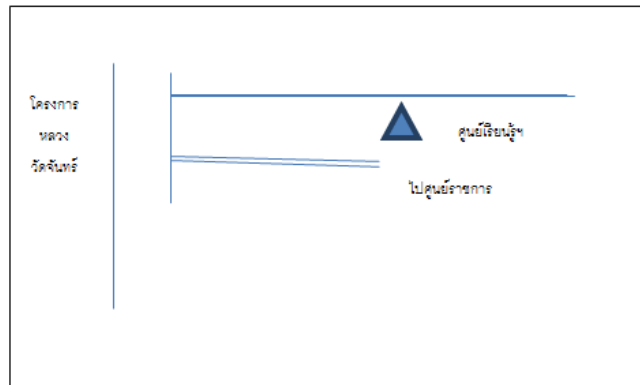 โครงการ
หลวง
วัดจันทร์
ศูนย์เรียนรู้ฯ
ไปศูนย์ราชการ